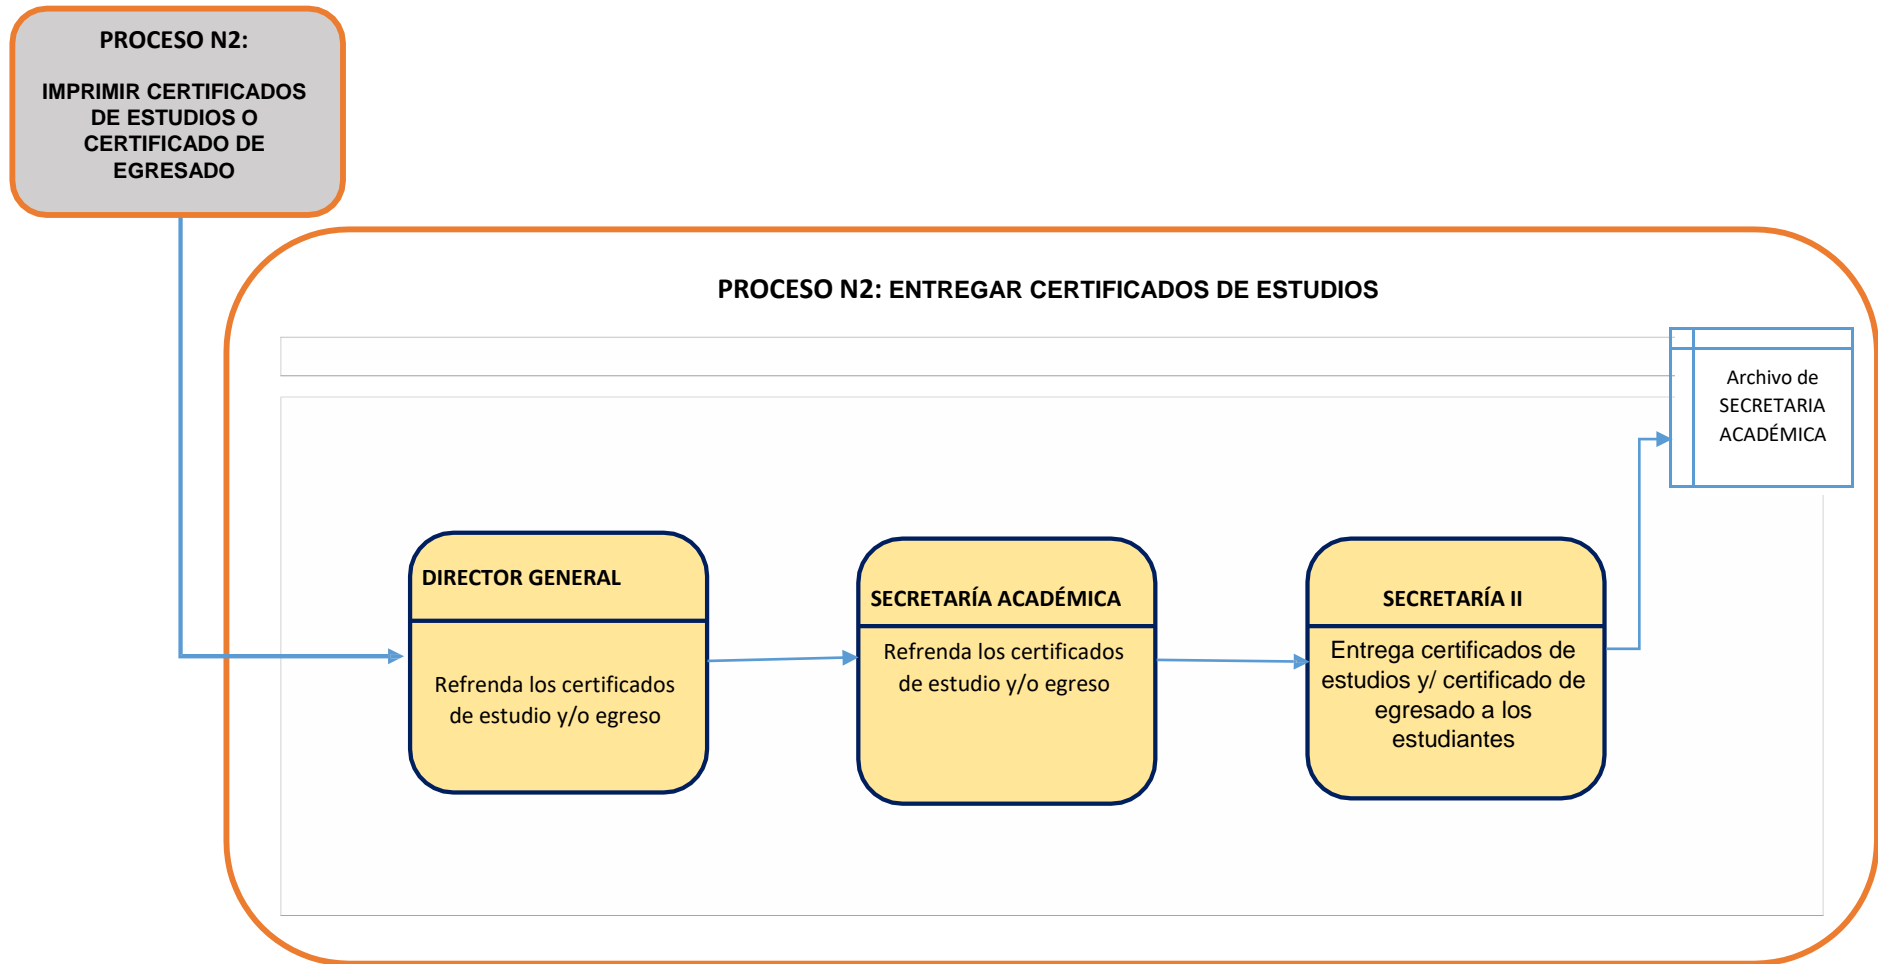 PROCESO N2:
IMPRIMIR CERTIFICADOS
DE ESTUDIOS O
CERTIFICADO DE
EGRESADO
PROCESO N2: ENTREGAR CERTIFICADOS DE ESTUDIOS
Archivo de
SECRETARIA
ACADÉMICA
DIRECTOR GENERAL
Refrenda los certificados
de estudio y/o egreso
SECRETARÍA ACADÉMICA
Refrenda los certificados
de estudio y/o egreso
SECRETARÍA II
Entrega certificados de
estudios y/ certificado de
egresado a los
estudiantes